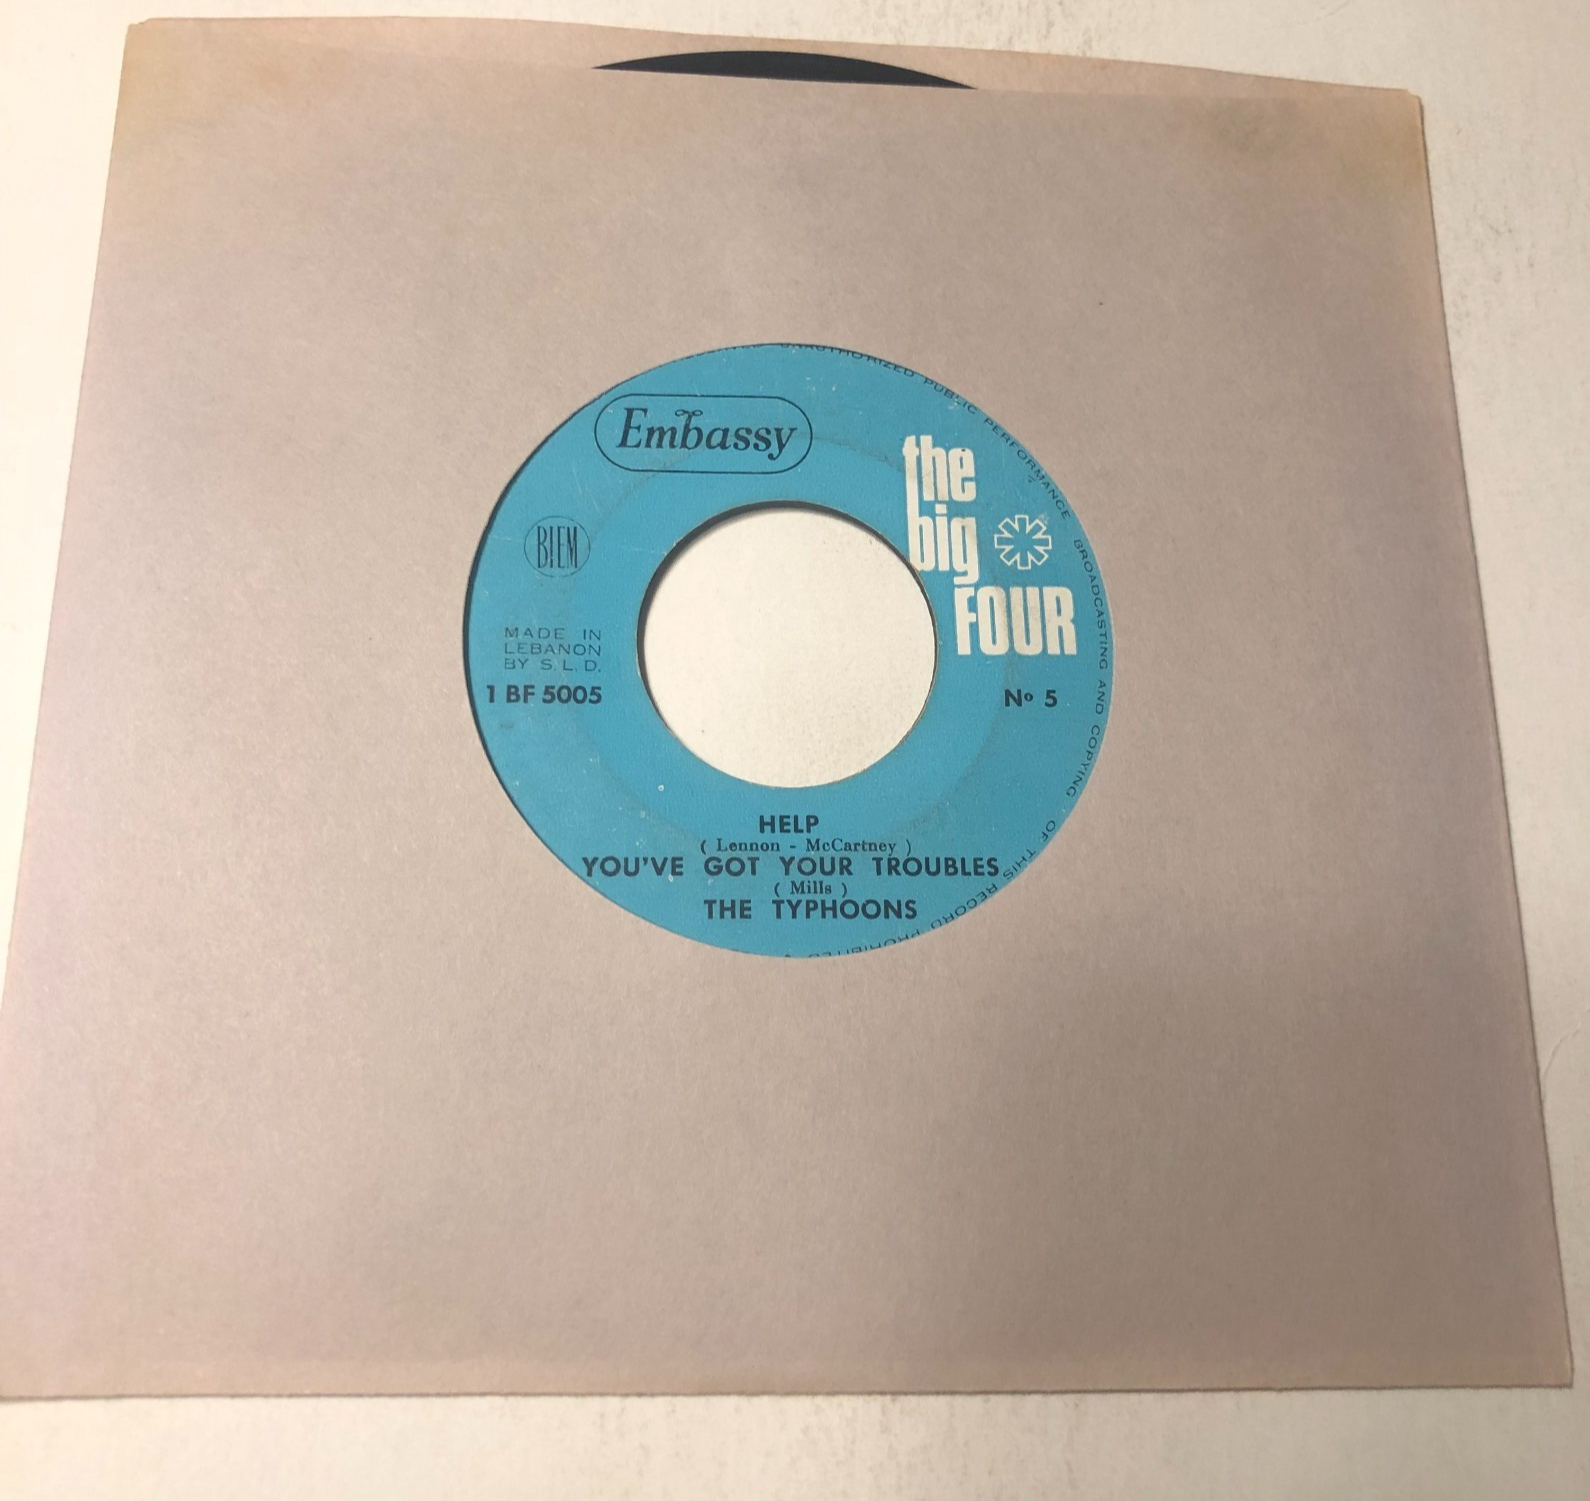 Embassy
the
big
FOUR
BIEM
MADE IN
LEBANON
BY S.L.D.
1 BF 5005
Nº 5
HELP
( Lennon - McCartney )
YOU'VE GOT YOUR TROUBLES
( Mills )
THE TYPHOONS
UNAUTHORIZED PUBLIC PERFORMANCE BROADCASTING AND COPYING OF THIS RECORD PROHIBITED